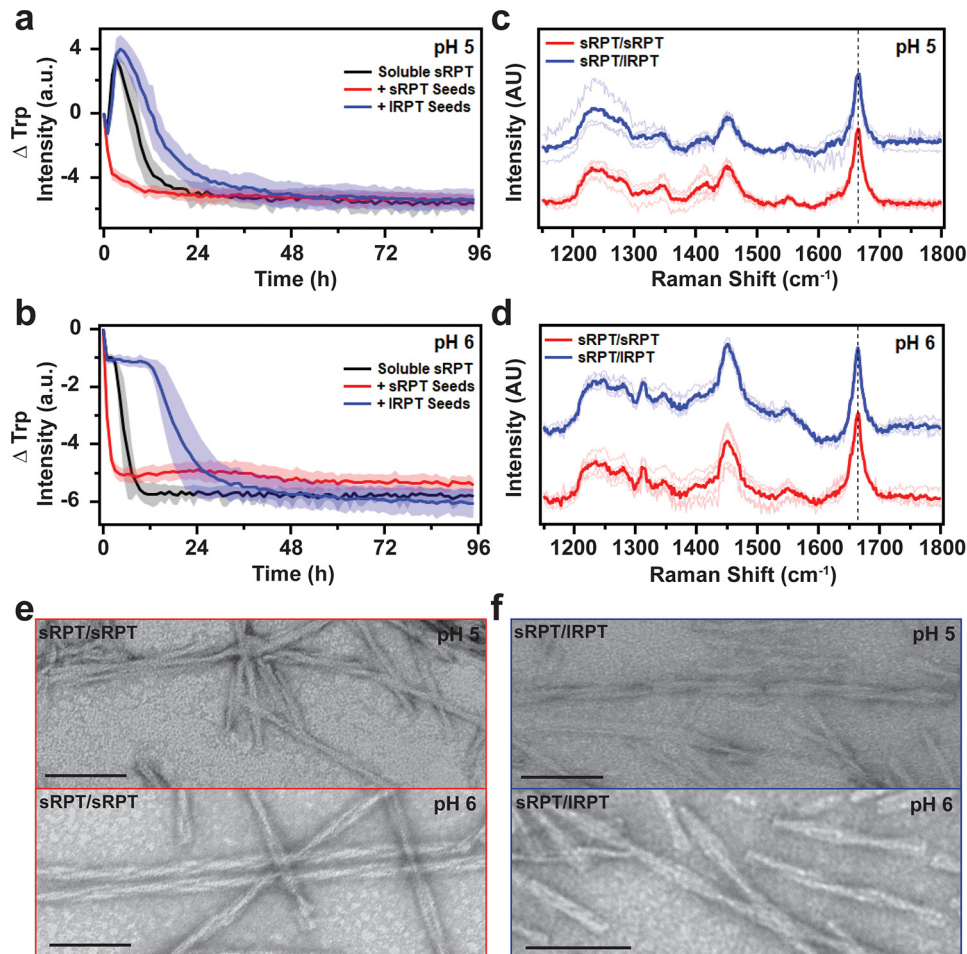 a
pH 5
Soluble sRPT
+ sRPT Seeds
+ lRPT Seeds
Δ Trp
Intensity (a.u.)
4
0
-4
0 24 48 72 96
Time (h)
c
sRPT/sRPT
sRPT/lRPT
pH 5
Intensity (AU)
1200 1300 1400 1500 1600 1700 1800
Raman Shift (cm⁻¹)
b
pH 6
Soluble sRPT
+ sRPT Seeds
+ lRPT Seeds
Δ Trp
Intensity (a.u.)
0
-2
-4
-6
0 24 48 72 96
Time (h)
d
sRPT/sRPT
sRPT/lRPT
pH 6
Intensity (AU)
1200 1300 1400 1500 1600 1700 1800
Raman Shift (cm⁻¹)
e
sRPT/sRPT
pH 5
sRPT/sRPT
pH 6
f
sRPT/lRPT
pH 5
sRPT/lRPT
pH 6